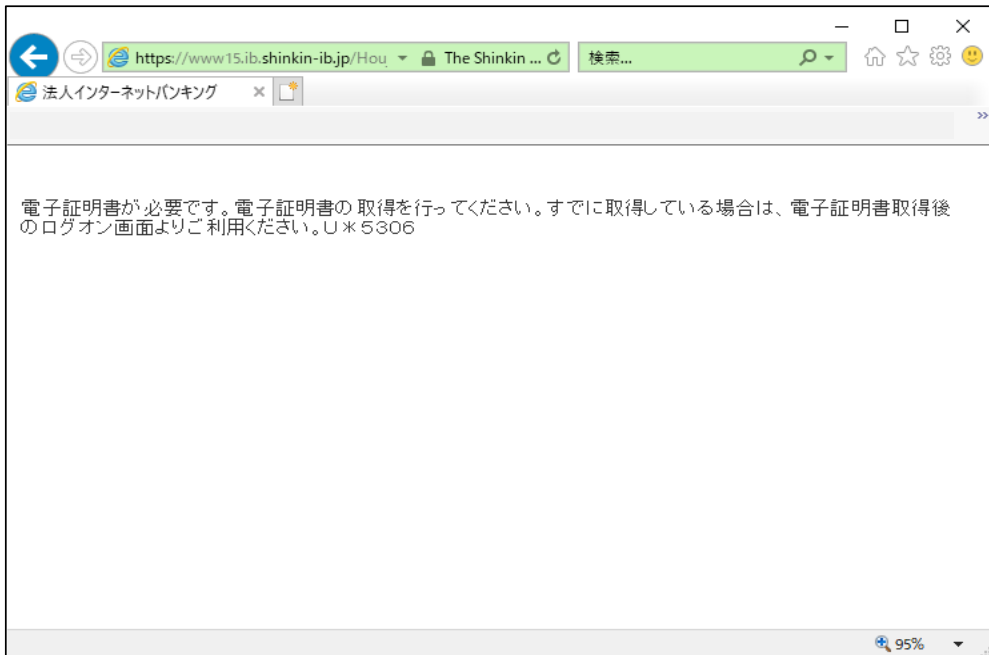 https://www15.ib.shinkin-ib.jp/Hou
The Shinkin ...
検索...
法人インターネットバンキング
電子証明書が必要です。電子証明書の取得を行ってください。すでに取得している場合は、電子証明書取得後
のログオン画面よりご利用ください。U*5306
95%